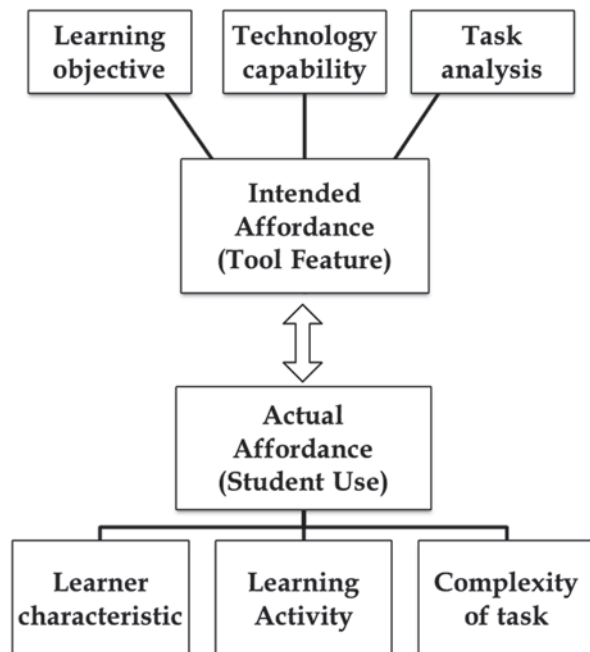 Learning
objective
Technology
capability
Task
analysis
Intended
Affordance
(Tool Feature)
Actual
Affordance
(Student Use)
Learner
characteristic
Learning
Activity
Complexity
of task